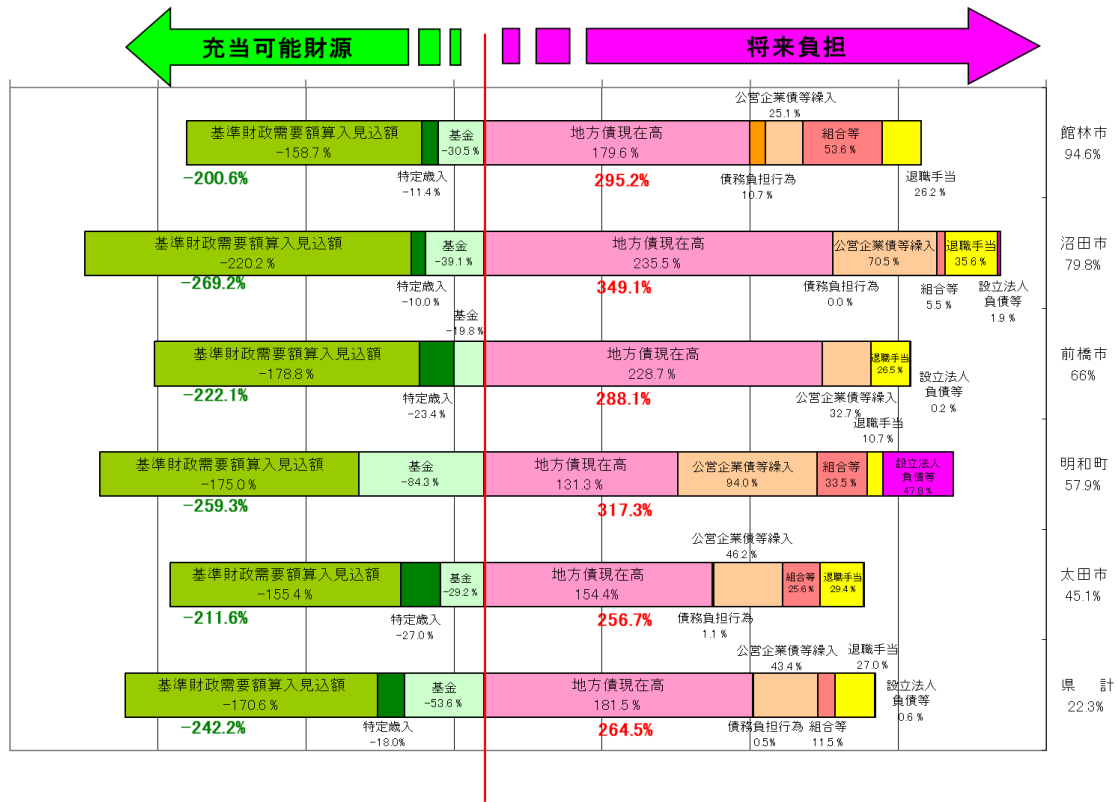 充当可能財源
将来負担
公営企業債等繰入
25.1%
基準財政需要額算入見込額
-158.7%
基金
-30.5%
地方債現在高
179.6%
組合等
53.6%
館林市
94.6%
-200.6%
特定歳入
-11.4%
295.2%
債務負担行為
10.7%
退職手当
26.2%
基準財政需要額算入見込額
-220.2%
基金
-39.1%
地方債現在高
235.5%
公営企業債等繰入
70.5%
退職手当
35.6%
沼田市
79.8%
-269.2%
特定歳入
-10.0%
349.1%
債務負担行為
0.0%
組合等
5.5%
設立法人
負債等
1.9%
基金
-19.8%
基準財政需要額算入見込額
-178.8%
地方債現在高
228.7%
退職手当
26.5%
前橋市
66%
-222.1%
特定歳入
-23.4%
288.1%
公営企業債等繰入
32.7%
設立法人
負債等
0.2%
退職手当
10.7%
基準財政需要額算入見込額
-175.0%
基金
-84.3%
地方債現在高
131.3%
公営企業債等繰入
94.0%
組合等
33.5%
設立法人
負債等
47.8%
明和町
57.9%
-259.3%
317.3%
公営企業債等繰入
46.2%
基準財政需要額算入見込額
-155.4%
基金
-29.2%
地方債現在高
154.4%
組合等
25.6%
退職手当
29.4%
太田市
45.1%
-211.6%
特定歳入
-27.0%
256.7%
債務負担行為
1.1%
公営企業債等繰入
43.4%
退職手当
27.0%
基準財政需要額算入見込額
-170.6%
基金
-53.6%
地方債現在高
181.5%
設立法人
負債等
0.6%
県 計
22.3%
-242.2%
特定歳入
-18.0%
264.5%
債務負担行為
0.5%
組合等
11.5%